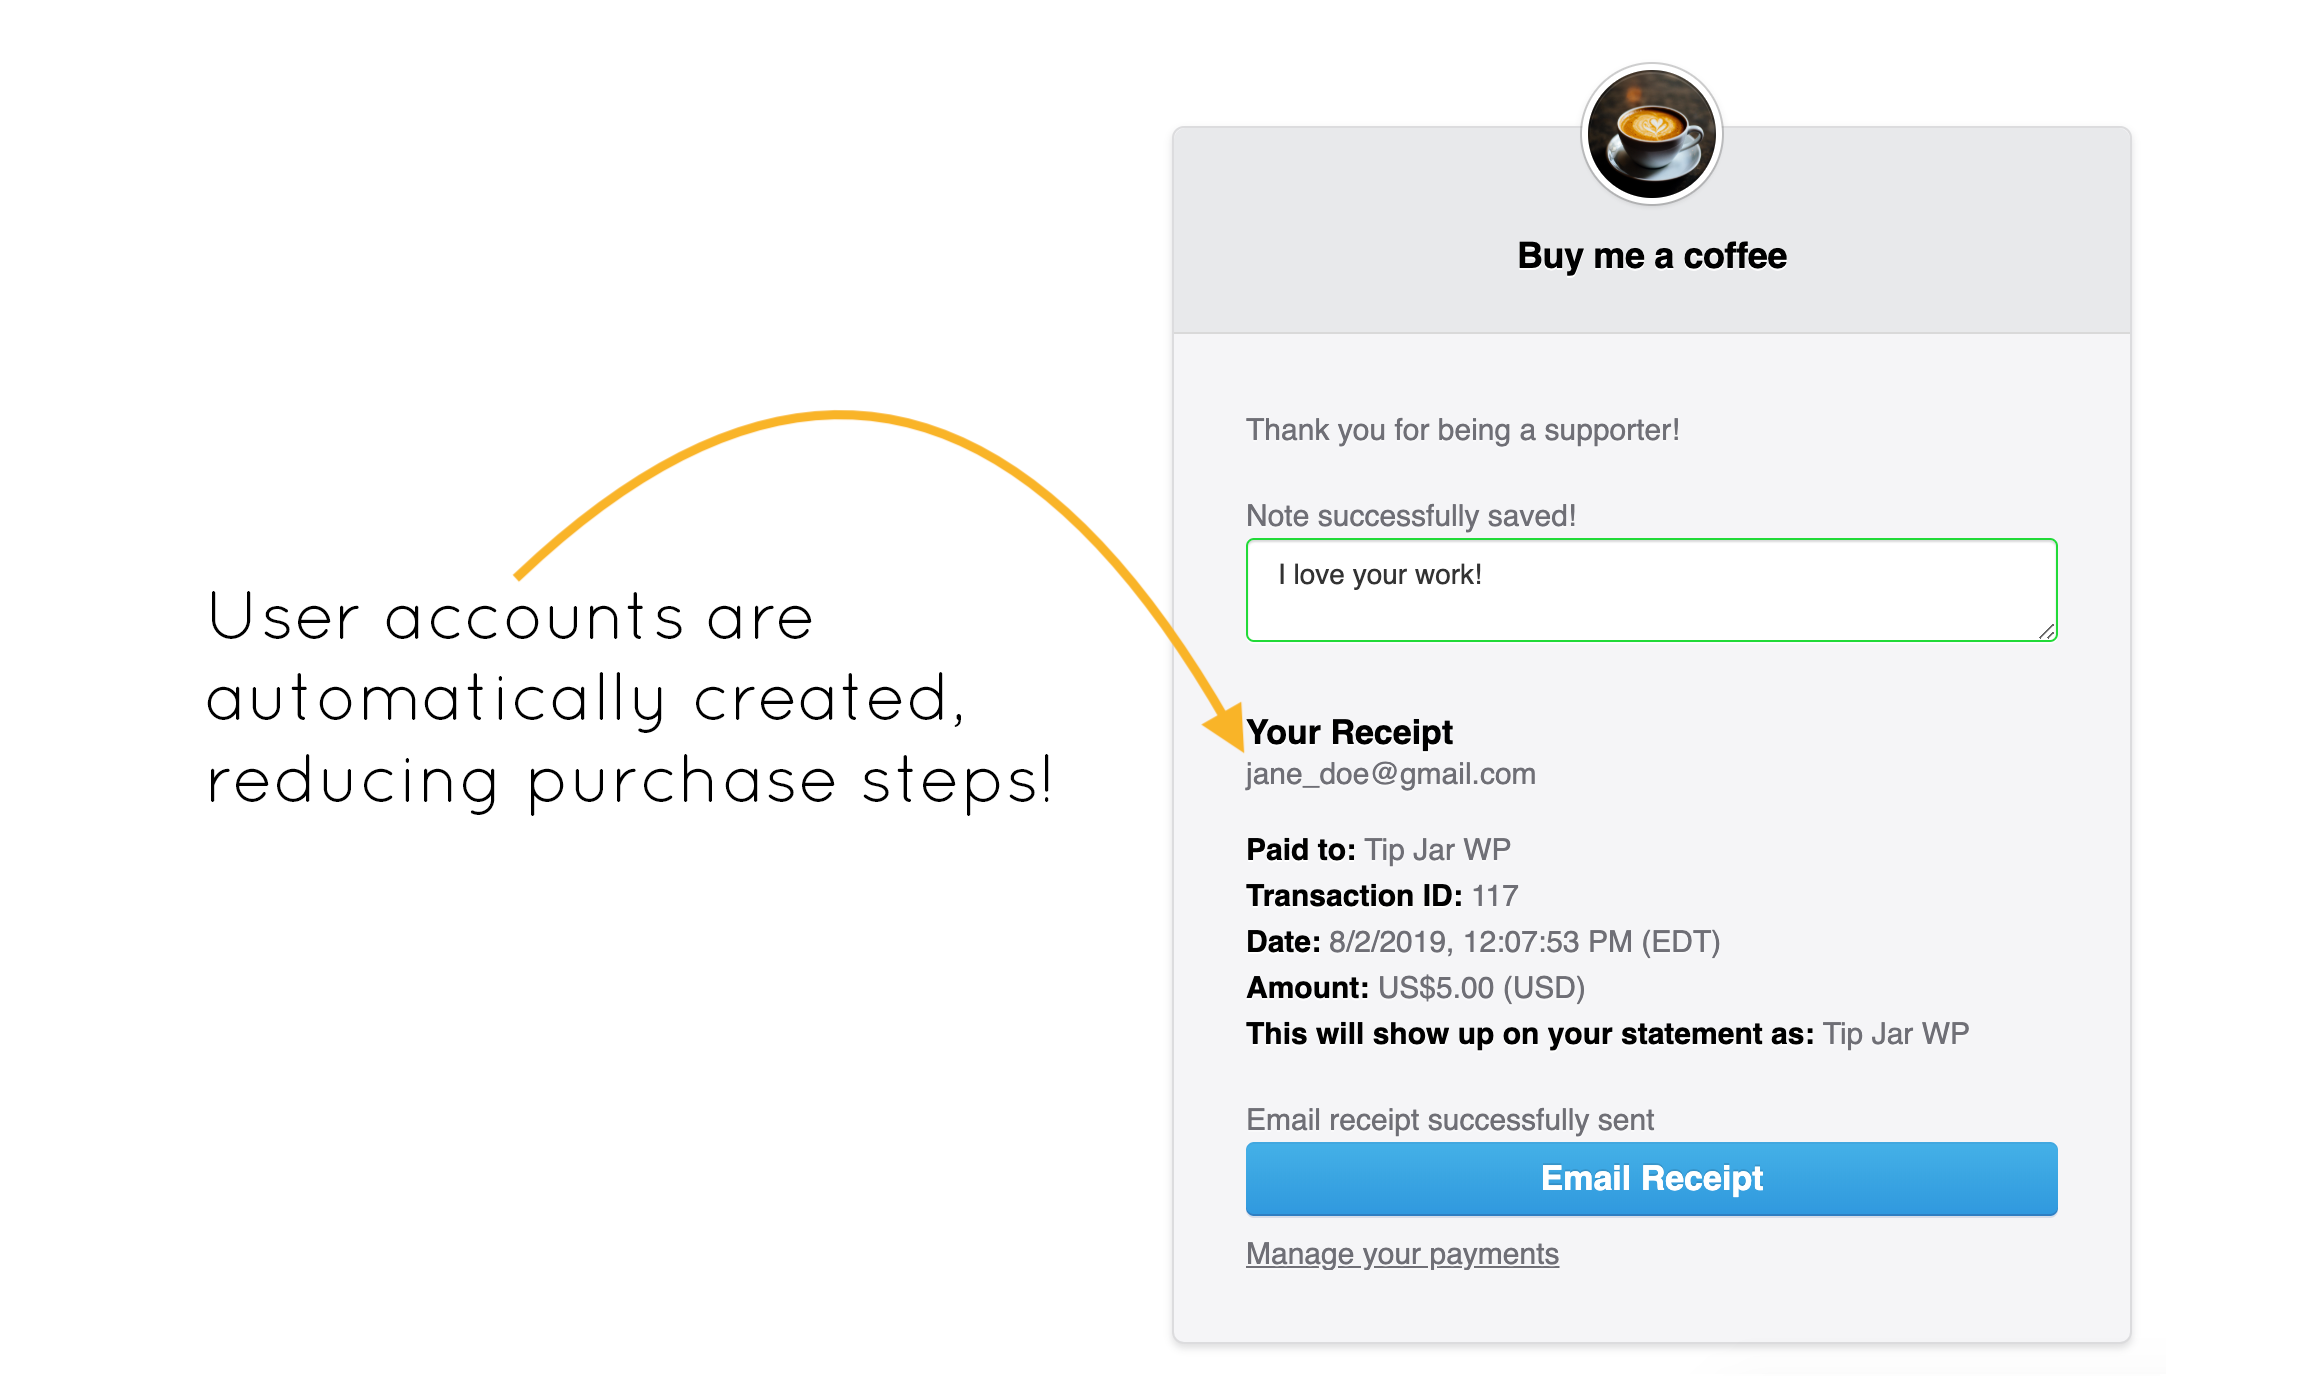 User accounts are
automatically created,
reducing purchase steps!
Buy me a coffee
Thank you for being a supporter!
Note successfully saved!
I love your work!
Your Receipt
jane_doe@gmail.com
Paid to: Tip Jar WP
Transaction ID: 117
Date: 8/2/2019, 12:07:53 PM (EDT)
Amount: US$5.00 (USD)
This will show up on your statement as: Tip Jar WP
Email receipt successfully sent
Email Receipt
Manage your payments